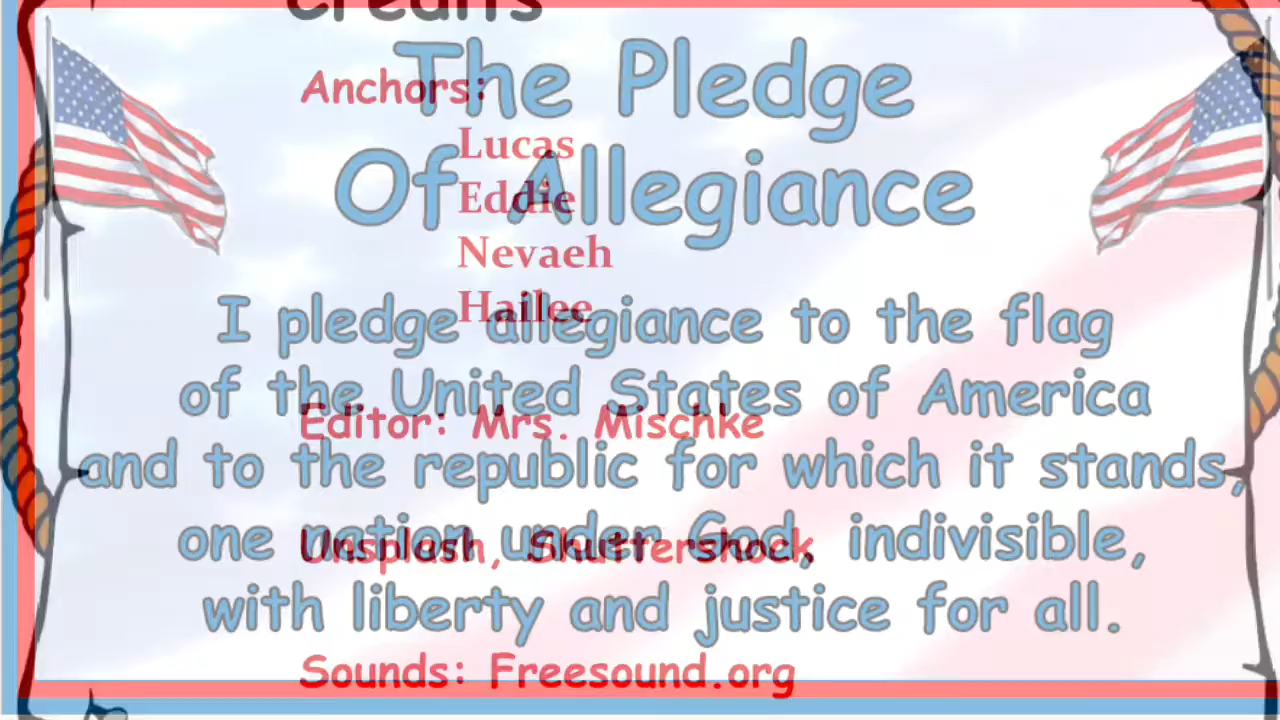 Credits
The Pledge
Anchors:
Lucas
Of Allegiance
Eddie
Nevaeh
Hailee
I pledge allegiance to the flag
of the United States of America
Editor: Mrs. Mischke
and to the republic for which it stands,
one nation under God, indivisible,
Unsplash, Shuttershock
with liberty and justice for all.
Sounds: Freesound.org